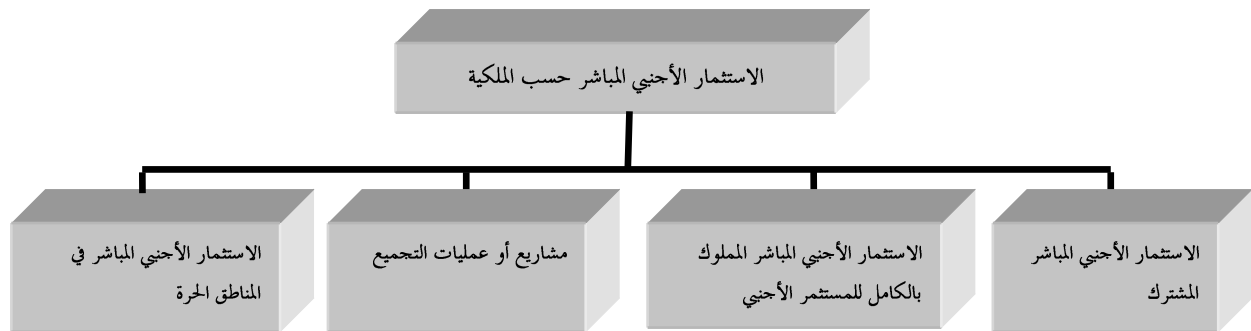 الاستثمار الأجنبي المباشر حسب الملكية
الاستثمار الأجنبي المباشر
المشترك
الاستثمار الأجنبي المباشر المملوك
بالكامل للمستثمر الأجنبي
مشاريع أو عمليات التجميع
الاستثمار الأجنبي المباشر في
المناطق الحرة